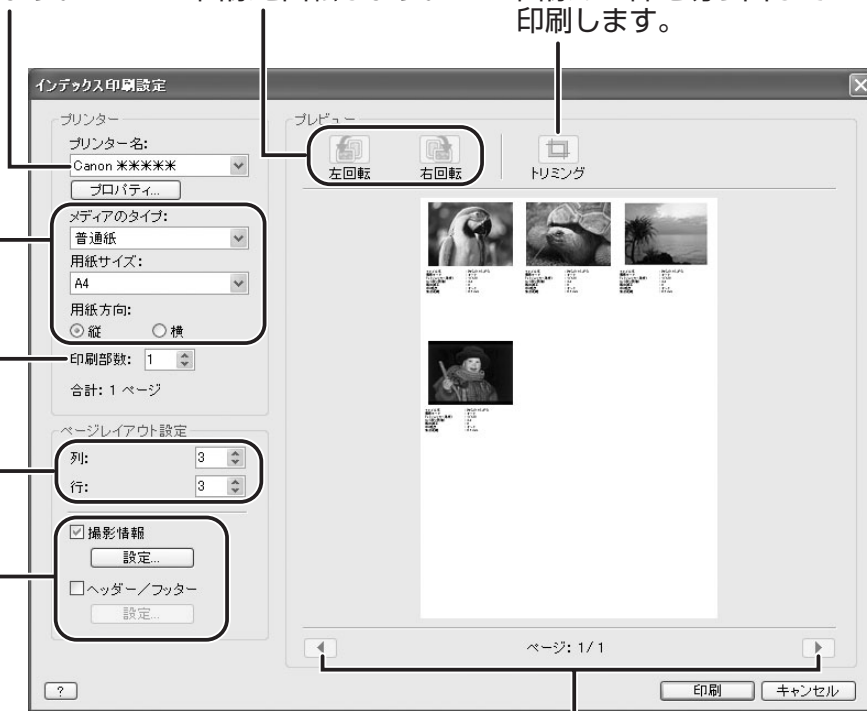 印刷します。
インデックス印刷設定
プリンター
プリンター名:
Canon *****
プロパティ...
メディアのタイプ:
普通紙
用紙サイズ:
A4
用紙方向:
縦 横
印刷部数: 1
合計: 1 ページ
ページレイアウト設定
列: 3
行: 3
撮影情報
設定...
ヘッダー/フッター
設定...
プレビュー
左回転 右回転 トリミング
ページ: 1/1
?
印刷 キャンセル